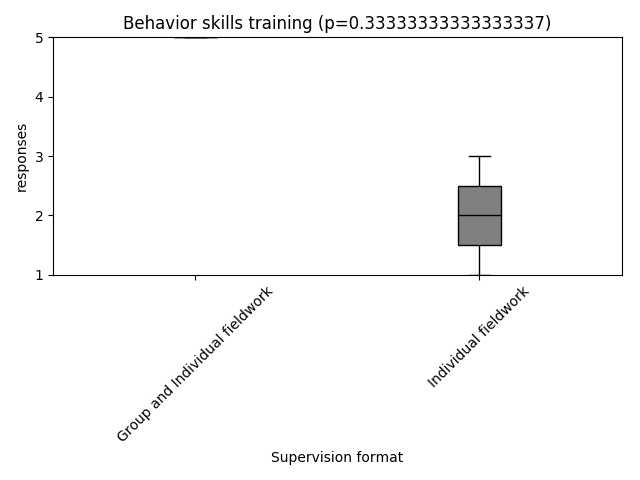 Behavior skills training (p=0.33333333333333337)
5
4
3
2
1
responses
Group and Individual fieldwork
Individual fieldwork
Supervision format